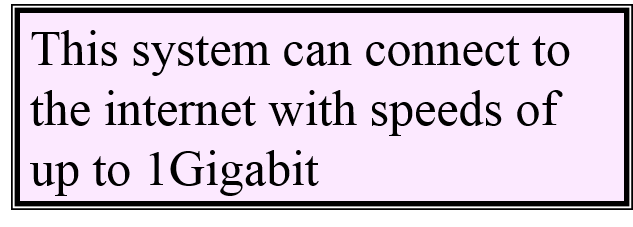 This system can connect to
the internet with speeds of
up to 1Gigabit